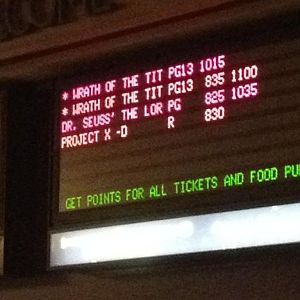 * WRATH OF THE TIT PG13 1015
* WRATH OF THE TIT PG13 835 1100
DR. SEUSS' THE LOR PG 825 1035
PROJECT X -D R 830
GET POINTS FOR ALL TICKETS AND FOOD PU